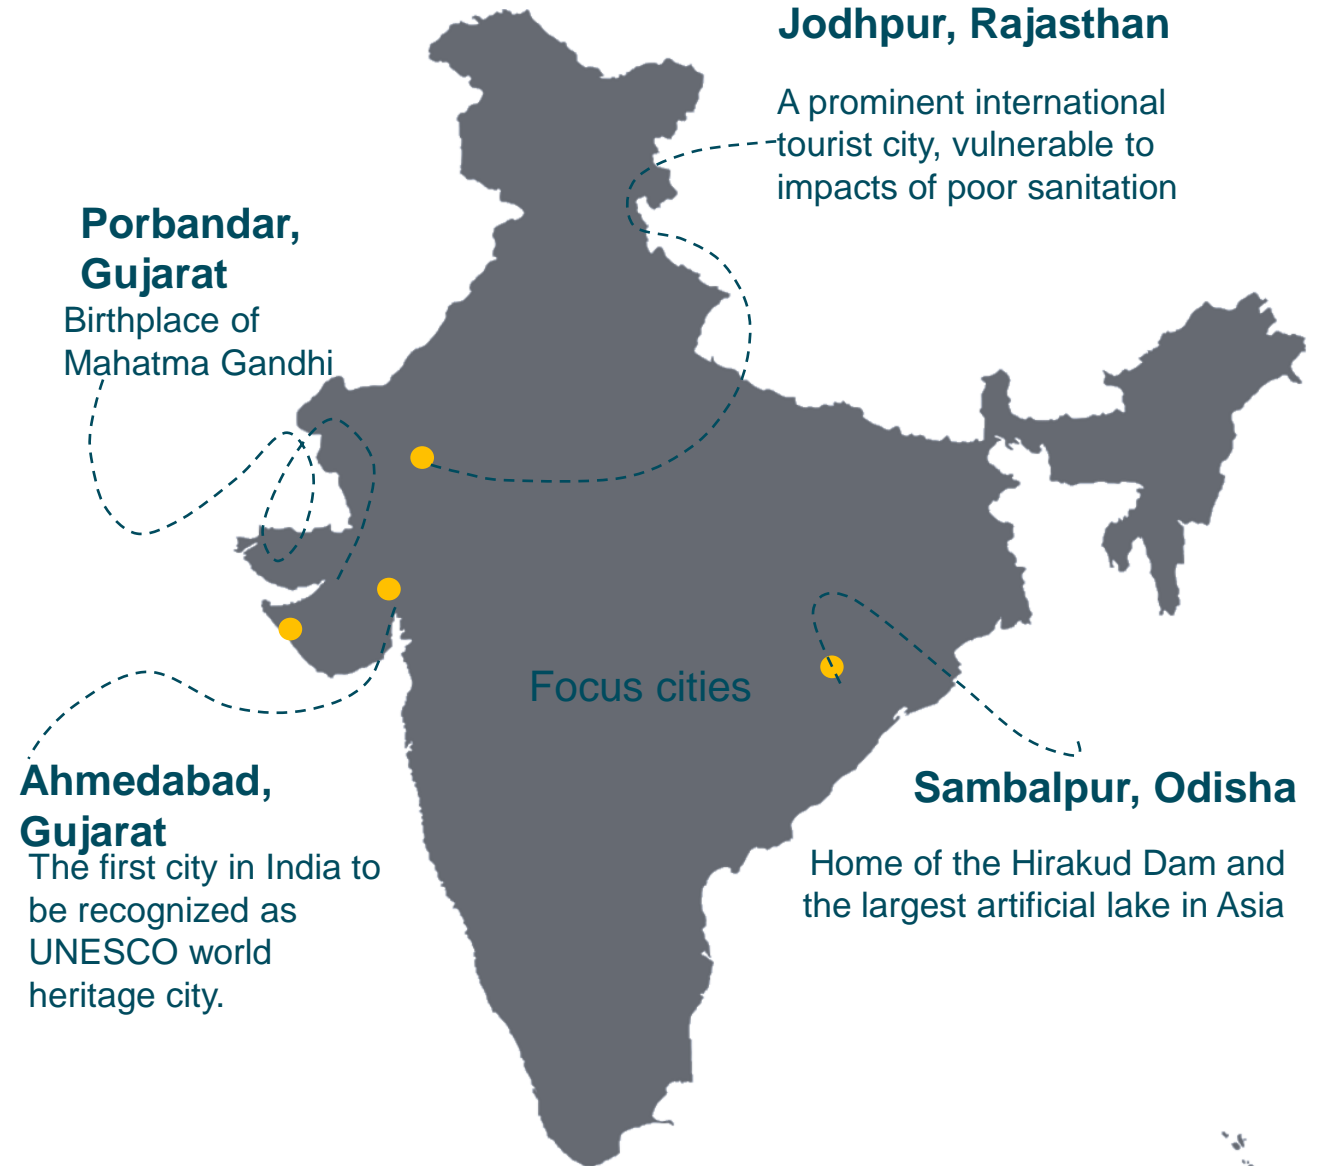 Jodhpur, Rajasthan
A prominent international
tourist city, vulnerable to
impacts of poor sanitation
Porbandar,
Gujarat
Birthplace of
Mahatma Gandhi
Focus cities
Ahmedabad,
Gujarat
The first city in India to
be recognized as
UNESCO world
heritage city.
Sambalpur, Odisha
Home of the Hirakud Dam and
the largest artificial lake in Asia